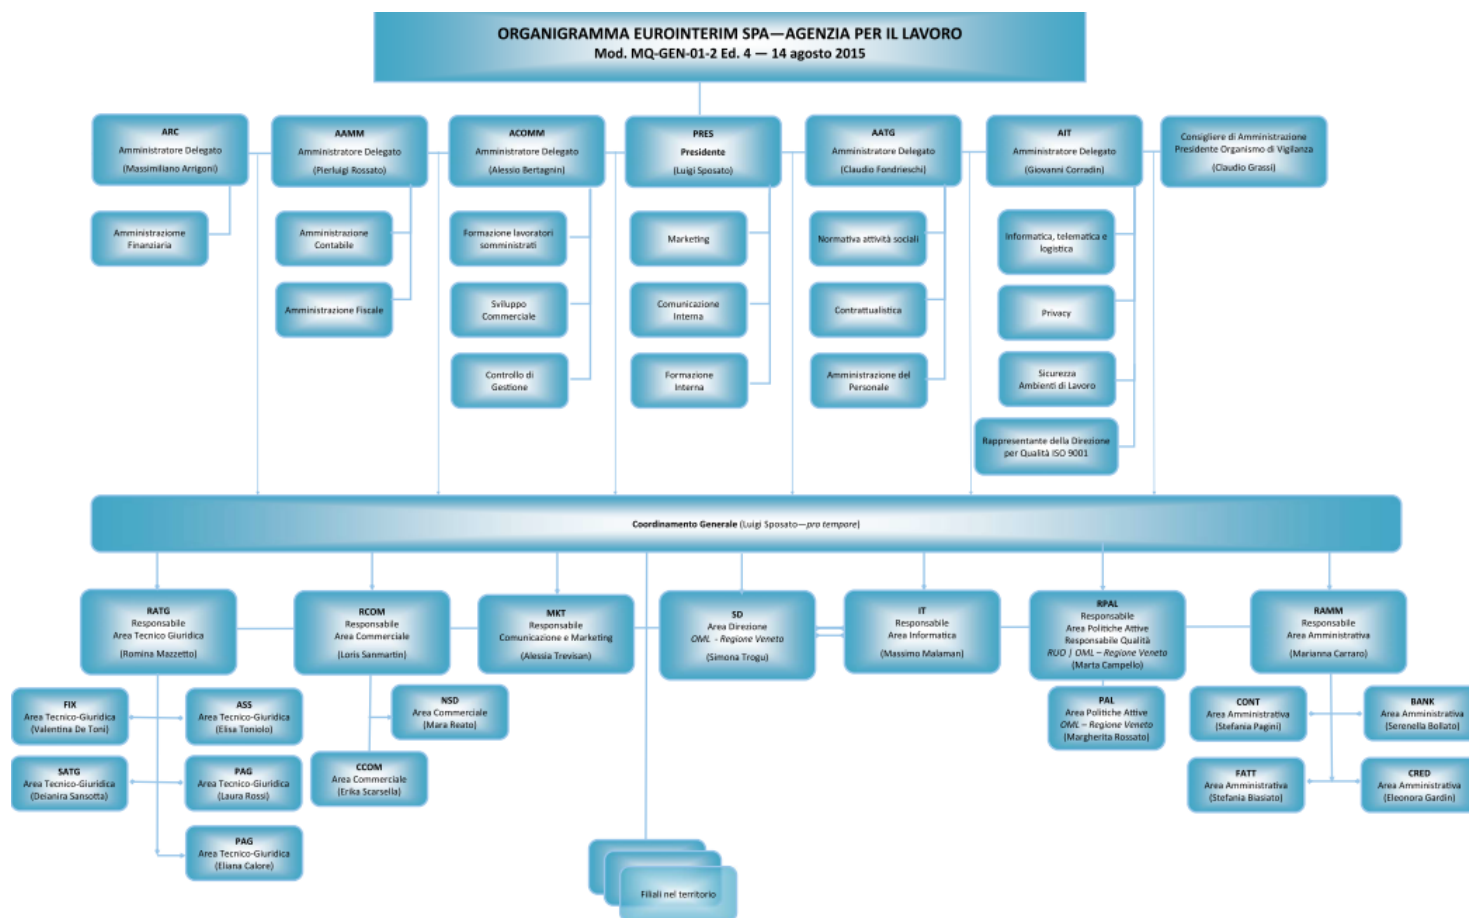 ORGANIGRAMMA EUROINTERIM SPA—AGENZIA PER IL LAVORO
Mod. MQ-GEN-01-2 Ed. 4 — 14 agosto 2015
ARC
Amministratore Delegato
(Massimiliano Arrigoni)
AAMM
Amministratore Delegato
(Pierluigi Rossato)
ACOMM
Amministratore Delegato
(Alessio Bertagnin)
PRES
Presidente
(Luigi Sposato)
AATG
Amministratore Delegato
(Claudio Fondrieschi)
AIT
Amministratore Delegato
(Giovanni Corradin)
Consigliere di Amministrazione
Presidente Organismo di Vigilanza
(Claudio Grassi)
Amministraziome
Finanziaria
Amministrazione
Contabile
Formazione lavoratori
somministrati
Marketing
Normativa attività sociali
Informatica, telematica e
logistica
Amministrazione Fiscale
Sviluppo
Commerciale
Comunicazione
Interna
Contrattualistica
Privacy
Controllo di
Gestione
Formazione
Interna
Amministrazione del
Personale
Sicurezza
Ambienti di Lavoro
Rappresentante della Direzione
per Qualità ISO 9001
Coordinamento Generale (Luigi Sposato—pro tempore)
RATG
Responsabile
Area Tecnico Giuridica
(Romina Mazzetto)
RCOM
Responsabile
Area Commerciale
(Loris Sanmartin)
MKT
Responsabile
Comunicazione e Marketing
(Alessia Trevisan)
SD
Area Direzione
OML - Regione Veneto
(Simona Trogu)
IT
Responsabile
Area Informatica
(Massimo Malaman)
RPAL
Responsabile
Area Politiche Attive
Responsabile Qualità
RUO | OML – Regione Veneto
(Marta Campello)
RAMM
Responsabile
Area Amministrativa
(Marianna Carraro)
FIX
Area Tecnico-Giuridica
(Valentina De Toni)
ASS
Area Tecnico-Giuridica
(Elisa Toniolo)
NSD
Area Commerciale
(Mara Reato)
PAL
Area Politiche Attive
OML – Regione Veneto
(Margherita Rossato)
CONT
Area Amministrativa
(Stefania Pagini)
BANK
Area Amministrativa
(Serenella Bollato)
SATG
Area Tecnico-Giuridica
(Deianira Sansotta)
PAG
Area Tecnico-Giuridica
(Laura Rossi)
CCOM
Area Commerciale
(Erika Scarsella)
FATT
Area Amministrativa
(Stefania Biasiato)
CRED
Area Amministrativa
(Eleonora Gardin)
PAG
Area Tecnico-Giuridica
(Eliana Calore)
Filiali nel territorio